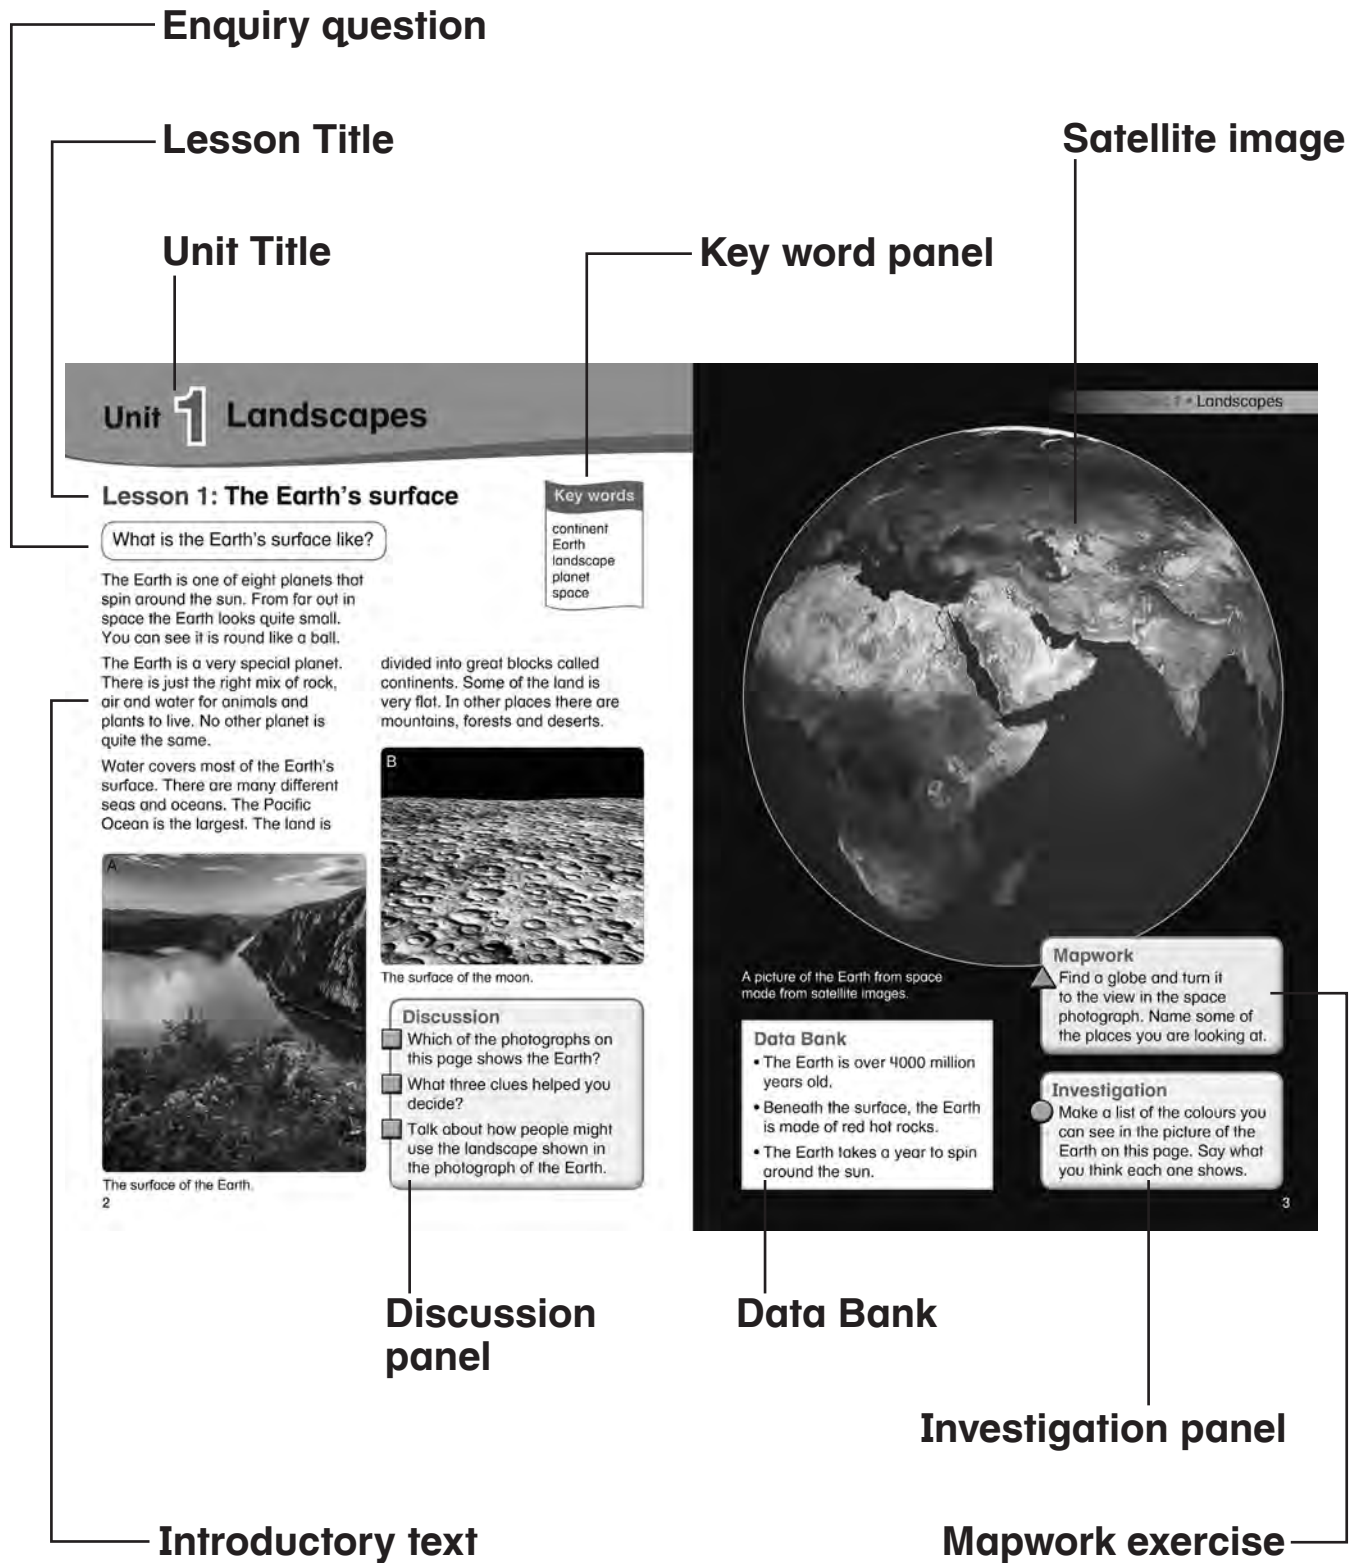 Enquiry question
Lesson Title
Satellite image
Unit Title
Key word panel
Unit 1 Landscapes
Lesson 1: The Earth's surface
What is the Earth's surface like?
Key words
continent
Earth
landscape
planet
space
The Earth is one of eight planets that
spin around the sun. From far out in
space the Earth looks quite small.
You can see it is round like a ball.
The Earth is a very special planet.
There is just the right mix of rock,
air and water for animals and
plants to live. No other planet is
quite the same.
Water covers most of the Earth's
surface. There are many different
seas and oceans. The Pacific
Ocean is the largest. The land is
divided into great blocks called
continents. Some of the land is
very flat. In other places there are
mountains, forests and deserts.
A
The surface of the Earth.
2
B
The surface of the moon.
Discussion
Which of the photographs on
this page shows the Earth?
What three clues helped you
decide?
Talk about how people might
use the landscape shown in
the photograph of the Earth.
1 • Landscapes
A picture of the Earth from space
made from satellite images.
Data Bank
• The Earth is over 4000 million
years old.
• Beneath the surface, the Earth
is made of red hot rocks.
• The Earth takes a year to spin
around the sun.
Mapwork
Find a globe and turn it
to the view in the space
photograph. Name some of
the places you are looking at.
Investigation
Make a list of the colours you
can see in the picture of the
Earth on this page. Say what
you think each one shows.
3
Discussion
panel
Data Bank
Investigation panel
Introductory text
Mapwork exercise